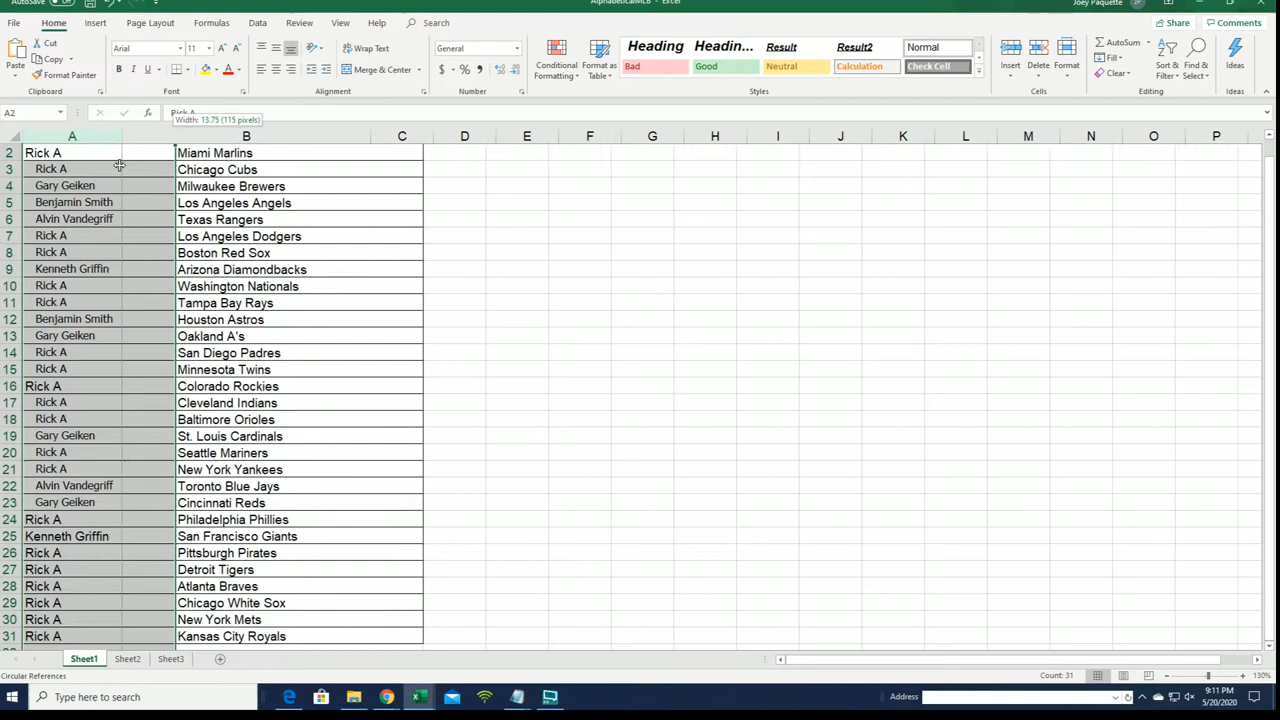 AutoSave Off AlphabeticalMLB - Excel Joey Paquette JP
File Home Insert Page Layout Formulas Data Review View Help Search Share Comments
Paste Cut Copy Format Painter Clipboard
Arial 11 A A B I U A Font
Wrap Text Merge & Center Alignment
General $ % , Number
Conditional Formatting Format as Table
Heading Headin... Result Result2 Normal
Bad Good Neutral Calculation Check Cell
Styles
Insert Delete Format Cells
AutoSum Fill Clear Sort & Filter Find & Select Editing
Ideas Ideas
A2 fx Rick A
Width: 13.75 (115 pixels)
A B C D E F G H I J K L M N O P
2 Rick A Miami Marlins
3 Rick A Chicago Cubs
4 Gary Geiken Milwaukee Brewers
5 Benjamin Smith Los Angeles Angels
6 Alvin Vandegriff Texas Rangers
7 Rick A Los Angeles Dodgers
8 Rick A Boston Red Sox
9 Kenneth Griffin Arizona Diamondbacks
10 Rick A Washington Nationals
11 Rick A Tampa Bay Rays
12 Benjamin Smith Houston Astros
13 Gary Geiken Oakland A's
14 Rick A San Diego Padres
15 Rick A Minnesota Twins
16 Rick A Colorado Rockies
17 Rick A Cleveland Indians
18 Rick A Baltimore Orioles
19 Gary Geiken St. Louis Cardinals
20 Rick A Seattle Mariners
21 Rick A New York Yankees
22 Alvin Vandegriff Toronto Blue Jays
23 Gary Geiken Cincinnati Reds
24 Rick A Philadelphia Phillies
25 Kenneth Griffin San Francisco Giants
26 Rick A Pittsburgh Pirates
27 Rick A Detroit Tigers
28 Rick A Atlanta Braves
29 Rick A Chicago White Sox
30 Rick A New York Mets
31 Rick A Kansas City Royals
Sheet1 Sheet2 Sheet3
Circular References Count: 31 130%
Type here to search Address 9:11 PM
5/20/2020